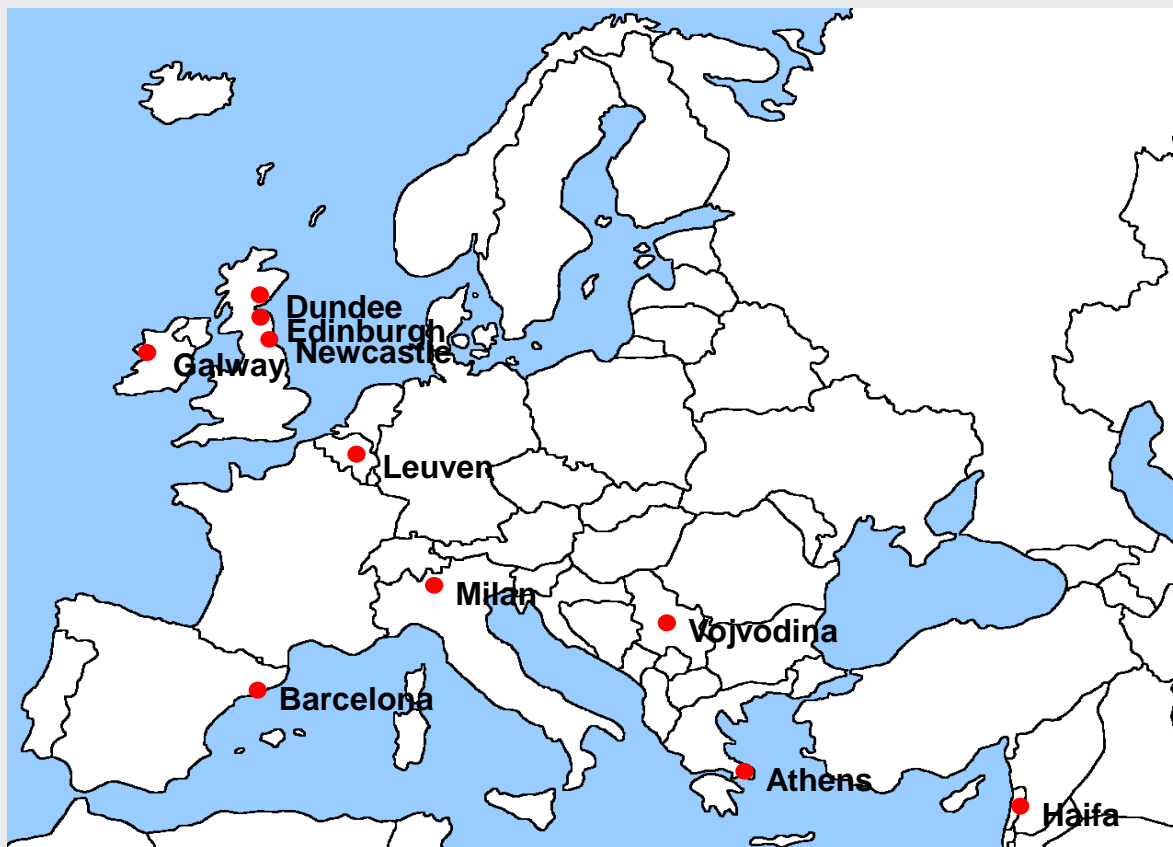 Dundee
Edinburgh
Newcastle
Galway
Leuven
Milan
Vojvodina
Barcelona
Athens
Haifa